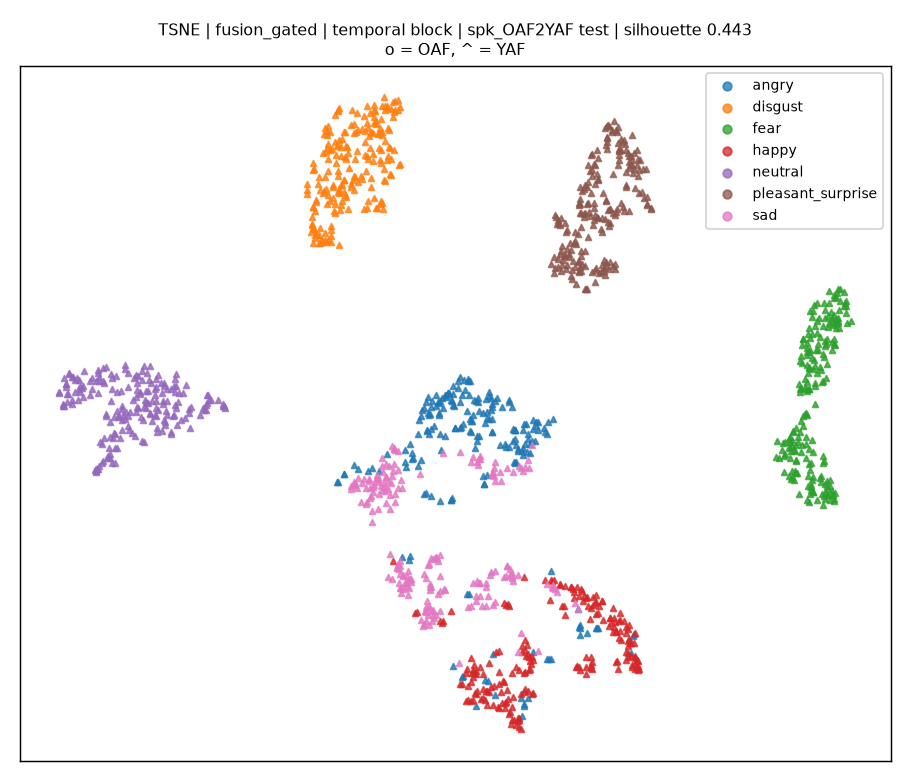 TSNE | fusion_gated | temporal block | spk_OAF2YAF test | silhouette 0.443
o = OAF, ^ = YAF
angry
disgust
fear
happy
neutral
pleasant_surprise
sad